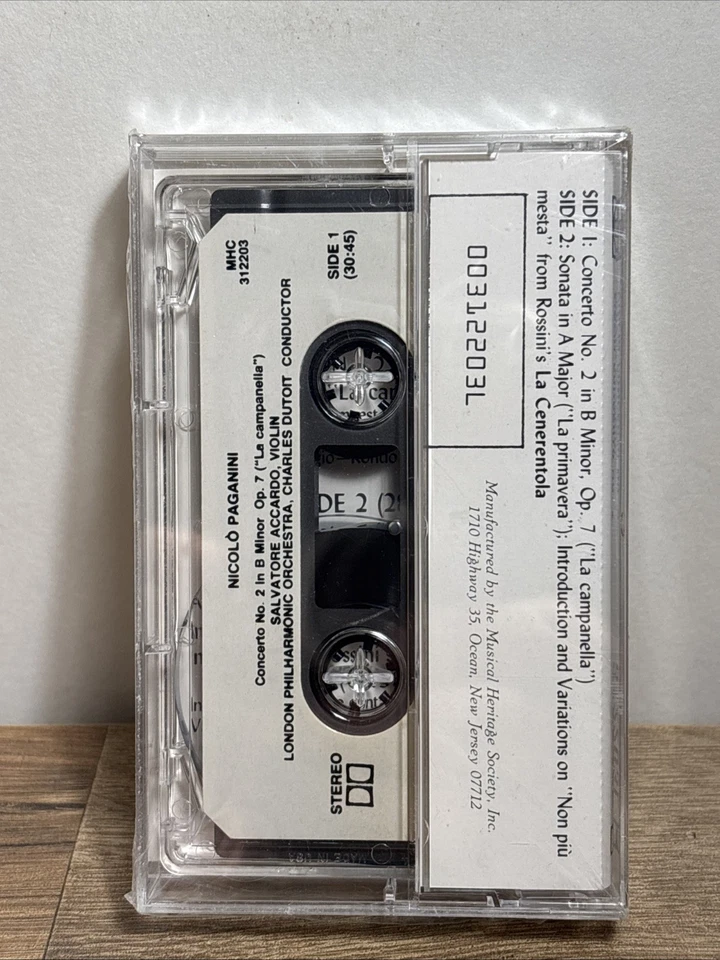 SIDE 1: Concerto No. 2 in B Minor, Op. 7 ("La campanella")
SIDE 2: Sonata in A Major ("La primavera"); Introduction and Variations on "Non più
mesta" from Rossini's La Cenerentola
00312203L
Manufactured by the Musical Heritage Society, Inc.
1710 Highway 35, Ocean, New Jersey 07712
MHC
312203
SIDE 1
(30:45)
NICOLÒ PAGANINI
Concerto No. 2 in B Minor Op. 7 ("La campanella")
SALVATORE ACCARDO, VIOLIN
LONDON PHILHARMONIC ORCHESTRA, CHARLES DUTOIT CONDUCTOR
STEREO
DE 2 (2
MADE IN U.S.